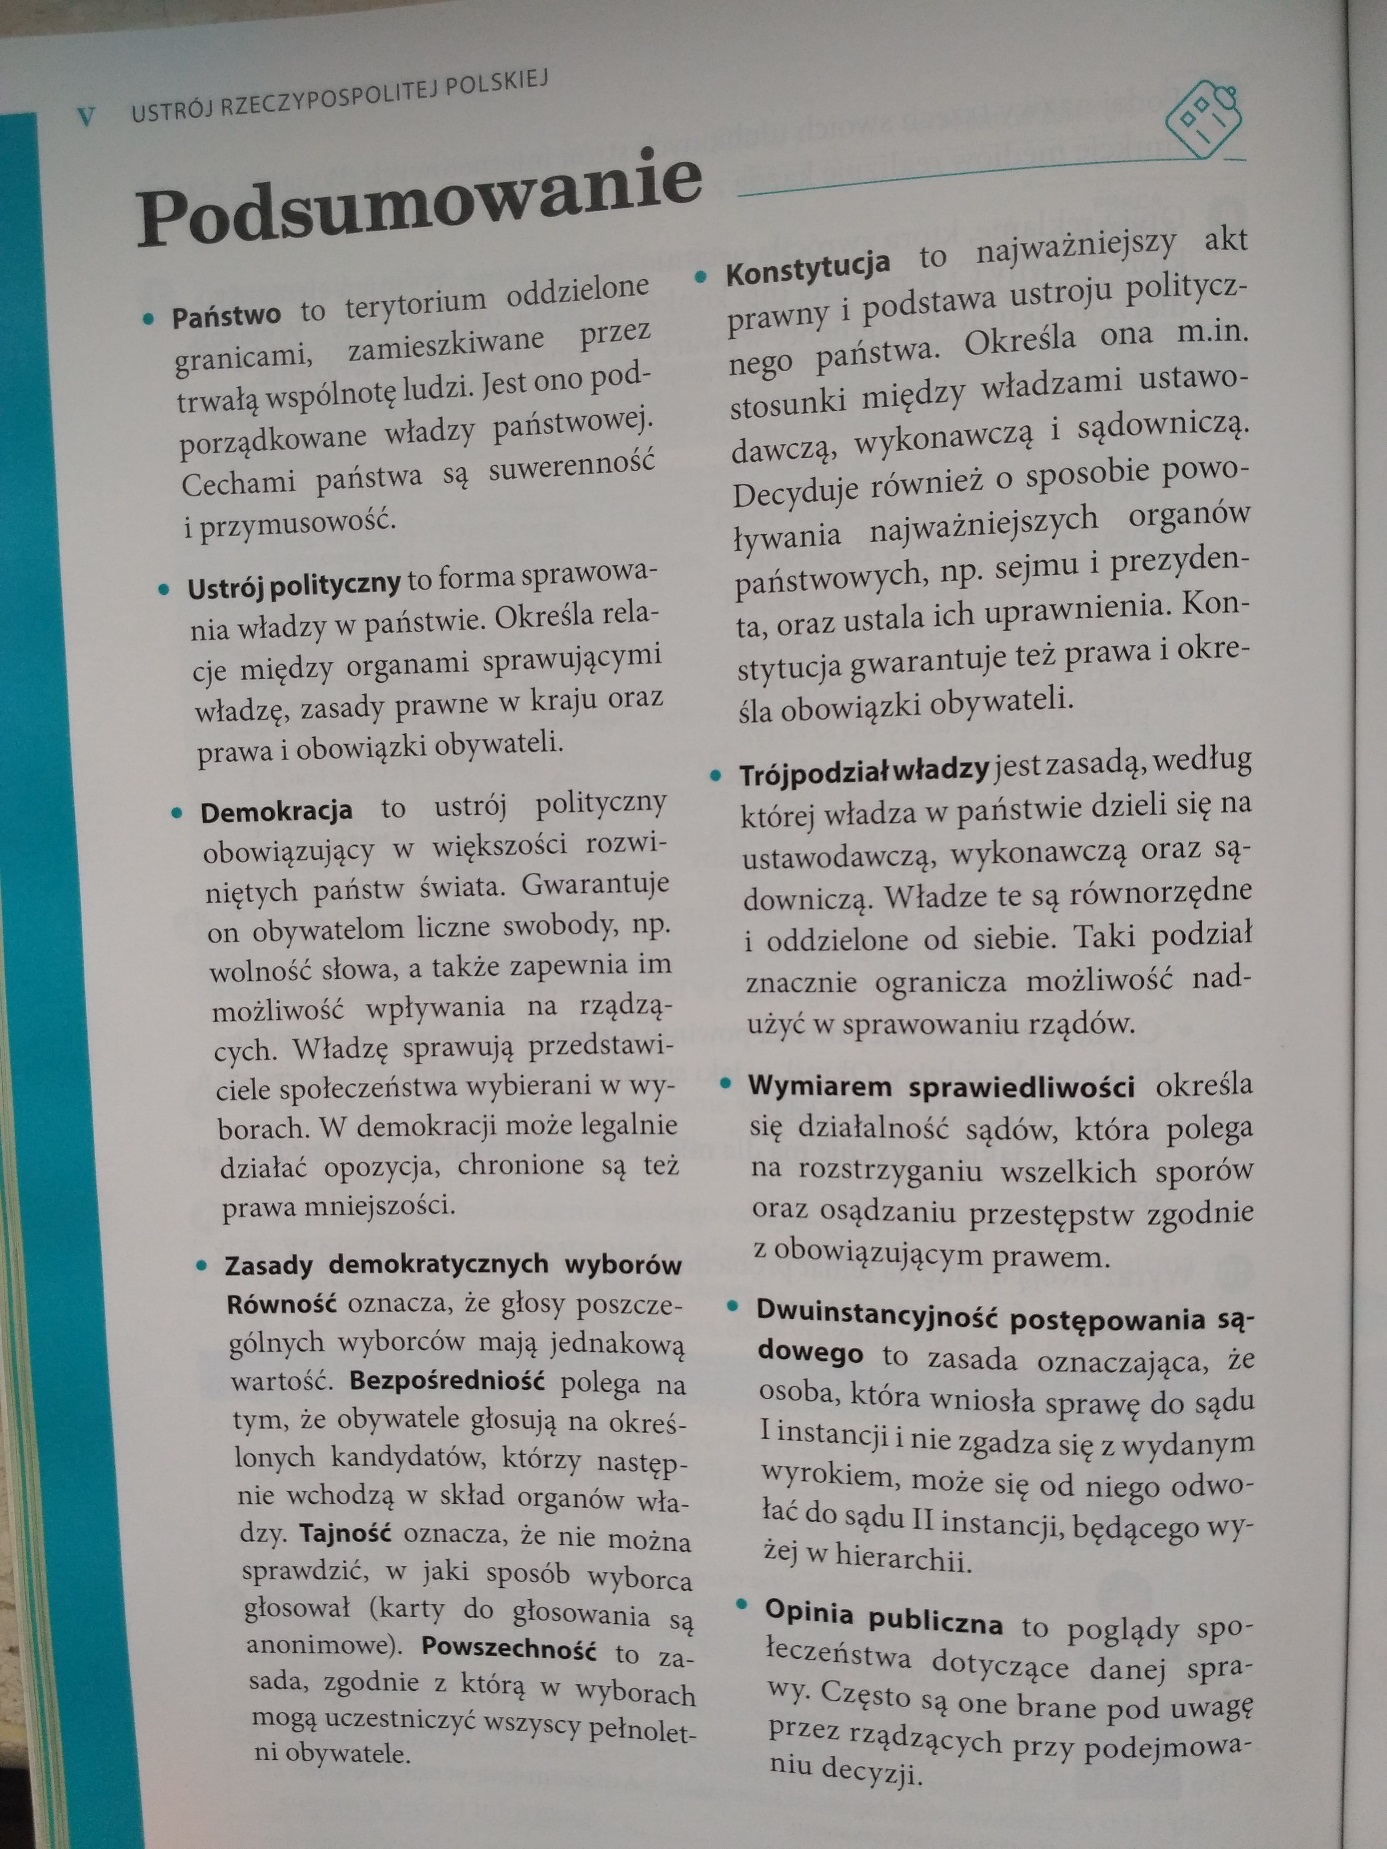 V USTRÓJ RZECZYPOSPOLITEJ POLSKIEJ
Podsumowanie
• Państwo to terytorium oddzielone
granicami, zamieszkiwane przez
trwałą wspólnotę ludzi. Jest ono pod-
porządkowane władzy państwowej.
Cechami państwa są suwerenność
i przymusowość.
• Ustrój polityczny to forma sprawowa-
nia władzy w państwie. Określa rela-
cje między organami sprawującymi
władzę, zasady prawne w kraju oraz
prawa i obowiązki obywateli.
• Demokracja to ustrój polityczny
obowiązujący w większości rozwi-
niętych państw świata. Gwarantuje
on obywatelom liczne swobody, np.
wolność słowa, a także zapewnia im
możliwość wpływania na rządzą-
cych. Władzę sprawują przedstawi-
ciele społeczeństwa wybierani w wy-
borach. W demokracji może legalnie
działać opozycja, chronione są też
prawa mniejszości.
• Zasady demokratycznych wyborów
Równość oznacza, że głosy poszcze-
gólnych wyborców mają jednakową
wartość. Bezpośredniość polega na
tym, że obywatele głosują na okreś-
lonych kandydatów, którzy następ-
nie wchodzą w skład organów wła-
dzy. Tajność oznacza, że nie można
sprawdzić, w jaki sposób wyborca
głosował (karty do głosowania są
anonimowe). Powszechność to za-
sada, zgodnie z którą w wyborach
mogą uczestniczyć wszyscy pełnolet-
ni obywatele.
• Konstytucja to najważniejszy akt
prawny i podstawa ustroju politycz-
nego państwa. Określa ona m.in.
stosunki między władzami ustawo-
dawczą, wykonawczą i sądowniczą.
Decyduje również o sposobie powo-
ływania najważniejszych organów
państwowych, np. sejmu i prezyden-
ta, oraz ustala ich uprawnienia. Kon-
stytucja gwarantuje też prawa i okre-
śla obowiązki obywateli.
• Trójpodział władzy jest zasadą, według
której władza w państwie dzieli się na
ustawodawczą, wykonawczą oraz są-
downiczą. Władze te są równorzędne
i oddzielone od siebie. Taki podział
znacznie ogranicza możliwość nad-
użyć w sprawowaniu rządów.
• Wymiarem sprawiedliwości określa
się działalność sądów, która polega
na rozstrzyganiu wszelkich sporów
oraz osądzaniu przestępstw zgodnie
z obowiązującym prawem.
• Dwuinstancyjność postępowania są-
dowego to zasada oznaczająca, że
osoba, która wniosła sprawę do sądu
I instancji i nie zgadza się z wydanym
wyrokiem, może się od niego odwo-
łać do sądu II instancji, będącego wy-
żej w hierarchii.
• Opinia publiczna to poglądy spo-
łeczeństwa dotyczące danej spra-
wy. Często są one brane pod uwagę
przez rządzących przy podejmowa-
niu decyzji.